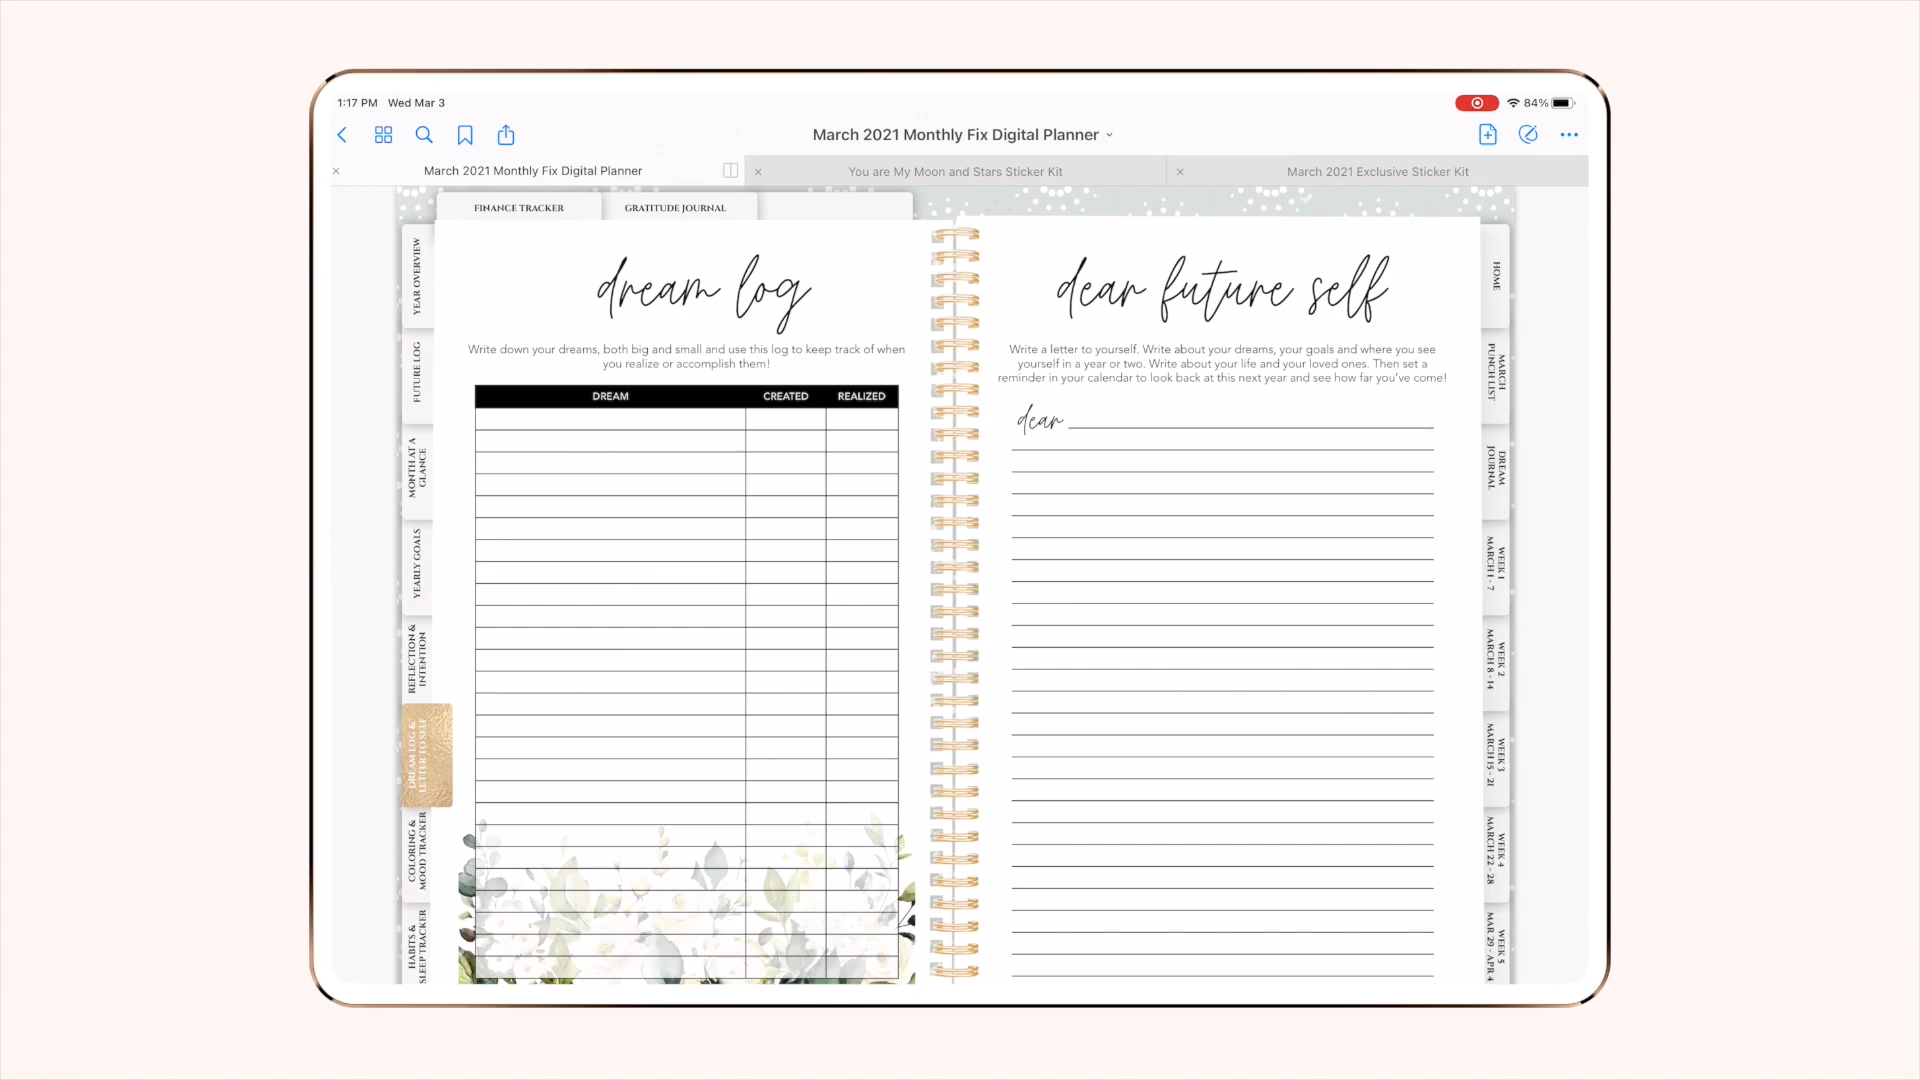 1:17 PM Wed Mar 3
84%
March 2021 Monthly Fix Digital Planner
March 2021 Monthly Fix Digital Planner
You are My Moon and Stars Sticker Kit
March 2021 Exclusive Sticker Kit
FINANCE TRACKER
GRATITUDE JOURNAL
YEAR OVERVIEW
FUTURE LOG
MONTH AT A
GLANCE
YEARLY GOALS
REFLECTION &
INTENTION
DREAM LOG &
LETTER TO SELF
COLORING &
MOOD TRACKER
HABITS &
SLEEP TRACKER
dream log
Write down your dreams, both big and small and use this log to keep track of when
you realize or accomplish them!
DREAM CREATED REALIZED
dear future self
Write a letter to yourself. Write about your dreams, your goals and where you see
yourself in a year or two. Write about your life and your loved ones. Then set a
reminder in your calendar to look back at this next year and see how far you've come!
dear
HOME
MARCH
PUNCH LIST
DREAM
JOURNAL
WEEK 1
MARCH 1 - 7
WEEK 2
MARCH 8 - 14
WEEK 3
MARCH 15 - 21
WEEK 4
MARCH 22 - 28
WEEK 5
MAR 29 - APR 4